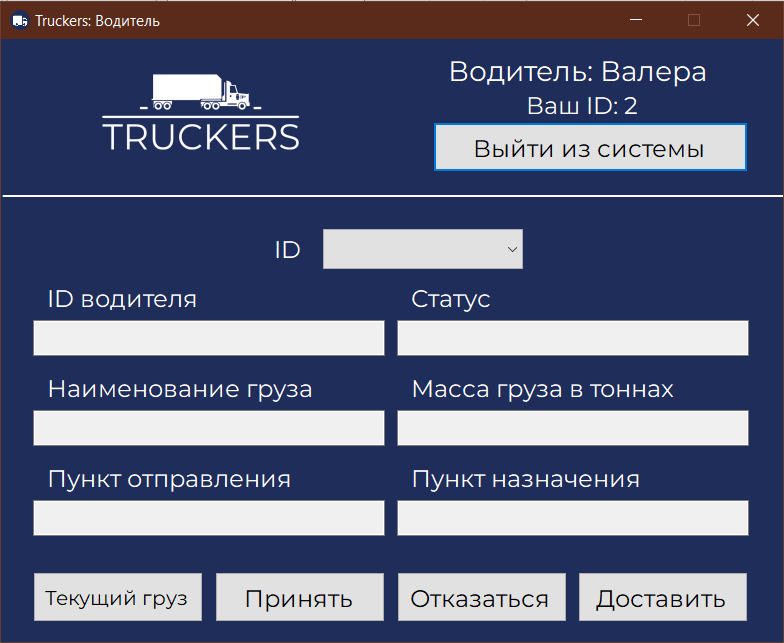 Truckers: Водитель
TRUCKERS
Водитель: Валера
Ваш ID: 2
Выйти из системы
ID
ID водителя
Статус
Наименование груза
Масса груза в тоннах
Пункт отправления
Пункт назначения
Текущий груз
Принять
Отказаться
Доставить